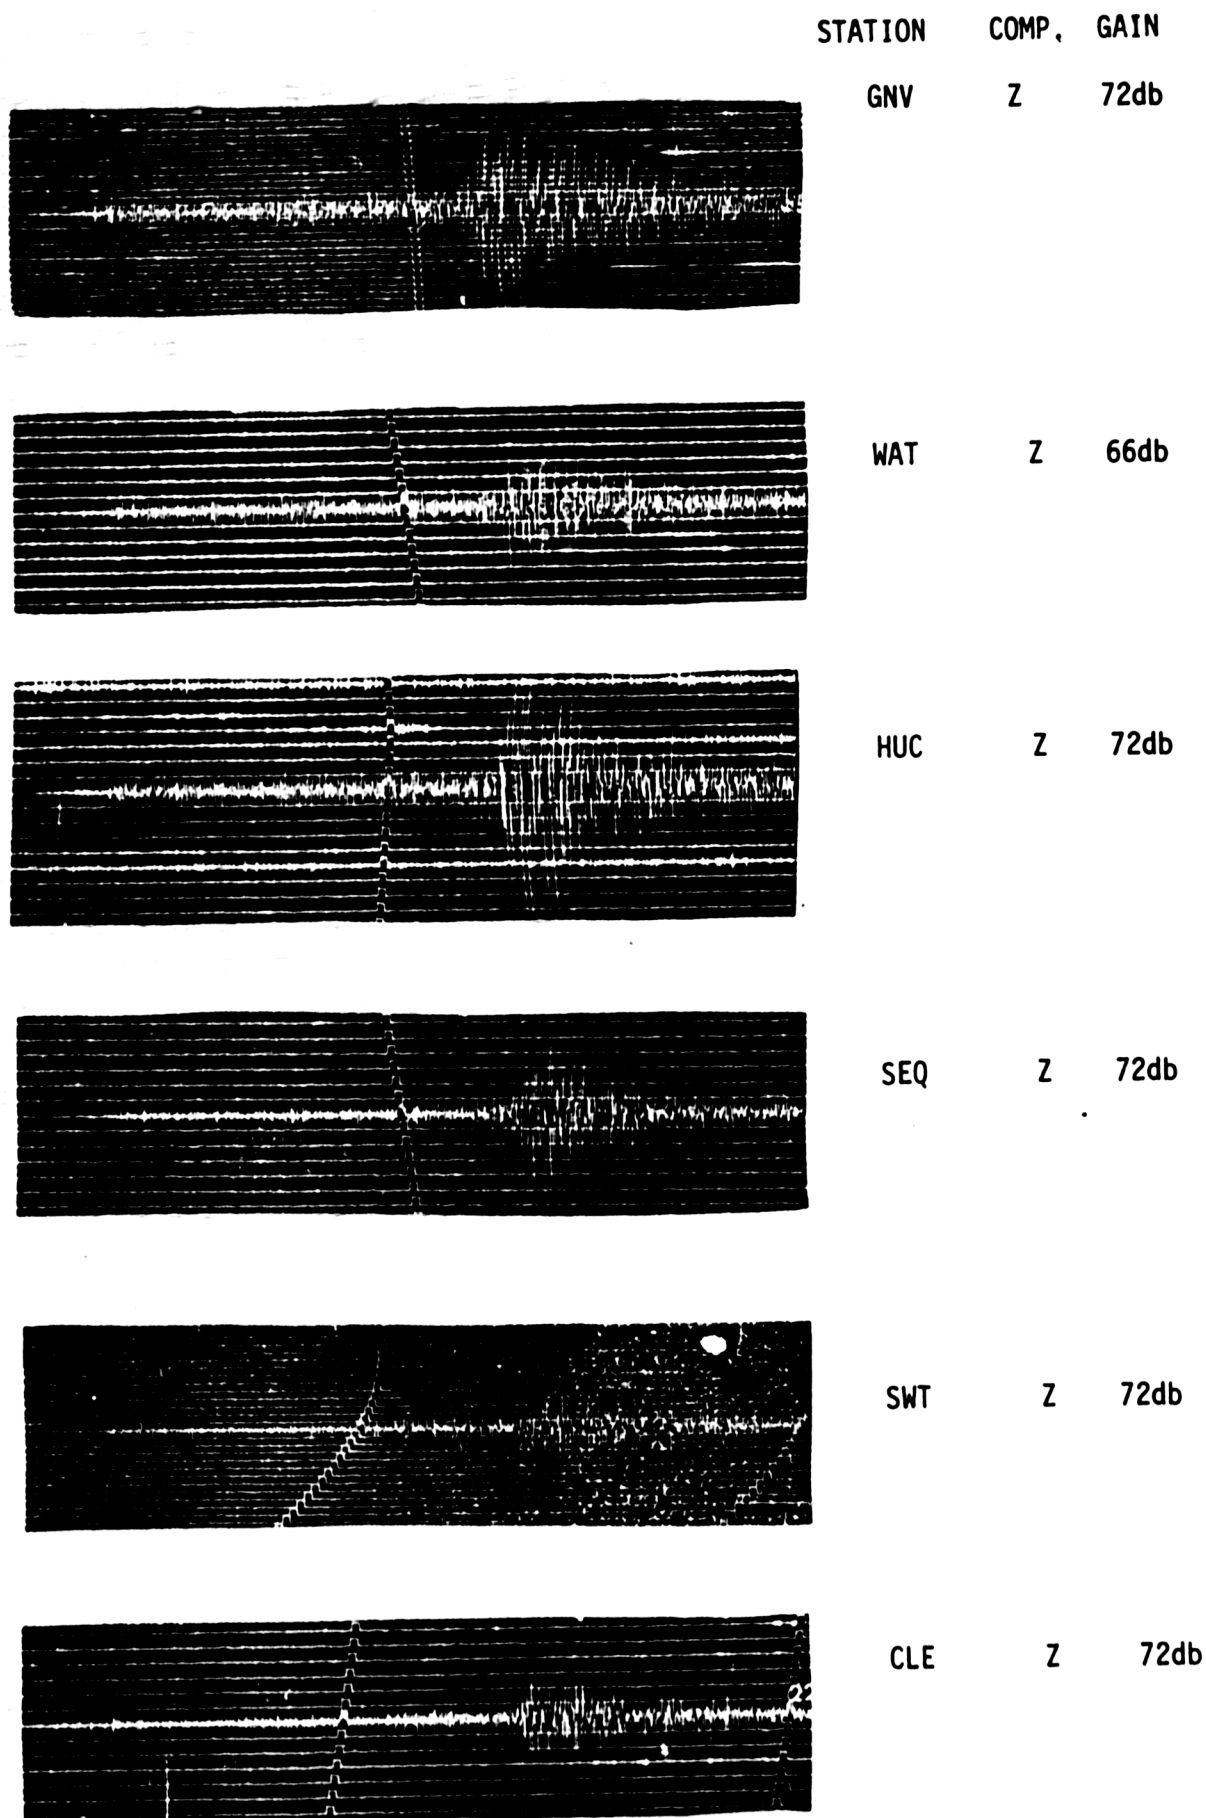 STATION COMP. GAIN
GNV Z 72db
WAT Z 66db
HUC Z 72db
SEQ Z 72db
SWT Z 72db
CLE Z 72db